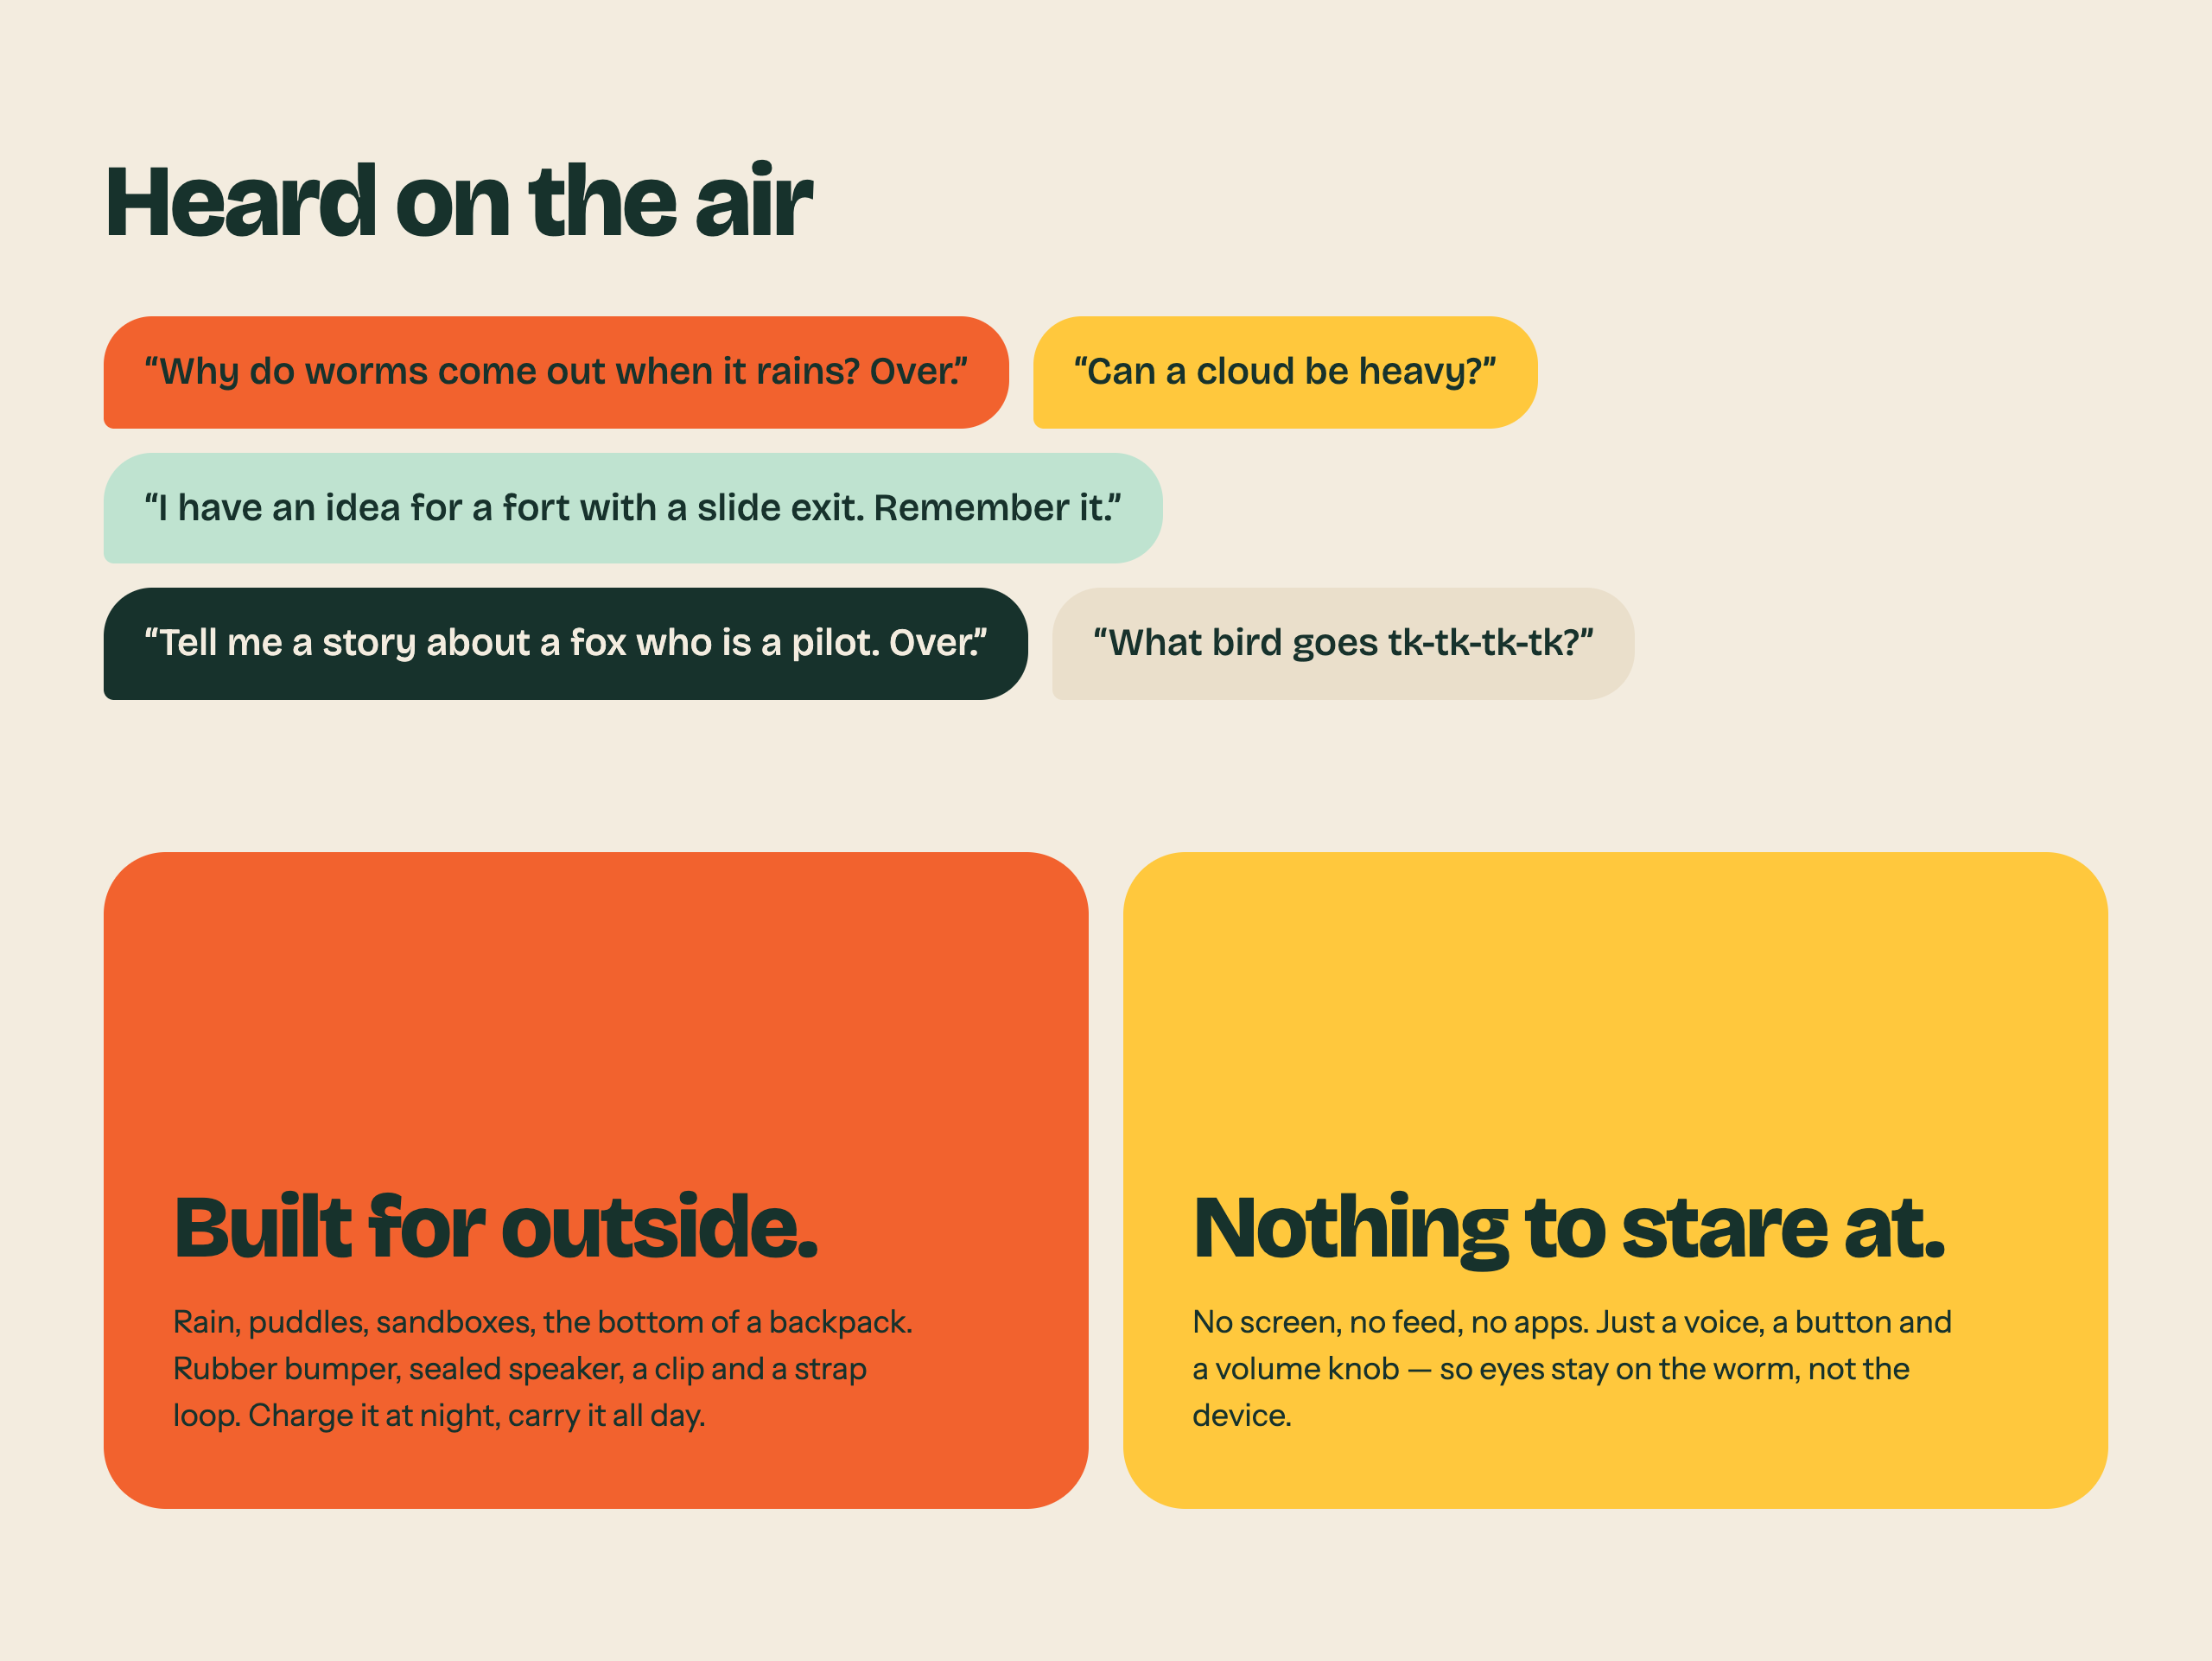 Heard on the air
“Why do worms come out when it rains? Over.”
“Can a cloud be heavy?”
“I have an idea for a fort with a slide exit. Remember it.”
“Tell me a story about a fox who is a pilot. Over.”
“What bird goes tk-tk-tk-tk?”
Built for outside.
Rain, puddles, sandboxes, the bottom of a backpack.
Rubber bumper, sealed speaker, a clip and a strap
loop. Charge it at night, carry it all day.
Nothing to stare at.
No screen, no feed, no apps. Just a voice, a button and
a volume knob — so eyes stay on the worm, not the
device.